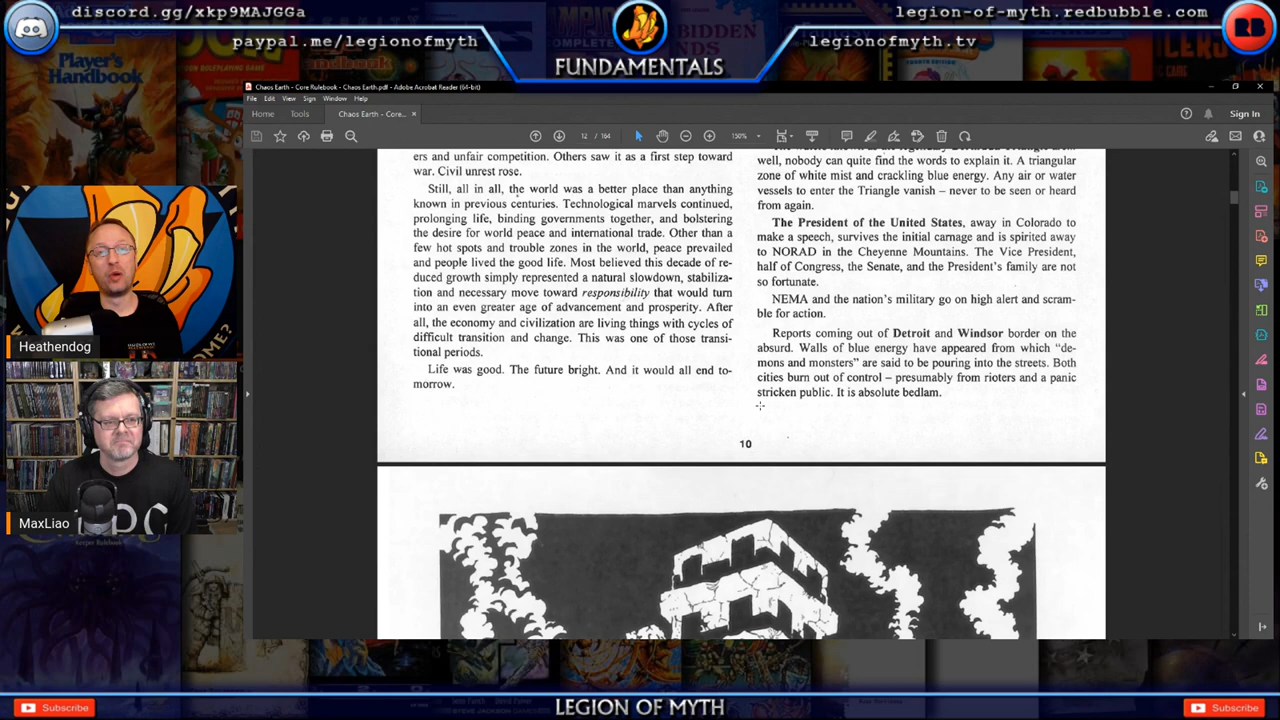 discord.gg/xkp9MAJGGa
paypal.me/legionofmyth
FUNDAMENTALS
legion-of-myth.redbubble.com
legionofmyth.tv
RB
Player's
Handbook
Chaos Earth - Core Rulebook - Chaos Earth.pdf - Adobe Acrobat Reader (64-bit)
File Edit View Sign Window Help
Home Tools Chaos Earth - Core... ×
Sign In
12 / 164
150%
ers and unfair competition. Others saw it as a first step toward
war. Civil unrest rose.
Still, all in all, the world was a better place than anything
known in previous centuries. Technological marvels continued,
prolonging life, binding governments together, and bolstering
the desire for world peace and international trade. Other than a
few hot spots and trouble zones in the world, peace prevailed
and people lived the good life. Most believed this decade of re-
duced growth simply represented a natural slowdown, stabiliza-
tion and necessary move toward responsibility that would turn
into an even greater age of advancement and prosperity. After
all, the economy and civilization are living things with cycles of
difficult transition and change. This was one of those transi-
tional periods.
Life was good. The future bright. And it would all end to-
morrow.
well, nobody can quite find the words to explain it. A triangular
zone of white mist and crackling blue energy. Any air or water
vessels to enter the Triangle vanish – never to be seen or heard
from again.
The President of the United States, away in Colorado to
make a speech, survives the initial carnage and is spirited away
to NORAD in the Cheyenne Mountains. The Vice President,
half of Congress, the Senate, and the President's family are not
so fortunate.
NEMA and the nation's military go on high alert and scram-
ble for action.
Reports coming out of Detroit and Windsor border on the
absurd. Walls of blue energy have appeared from which "de-
mons and monsters" are said to be pouring into the streets. Both
cities burn out of control – presumably from rioters and a panic
stricken public. It is absolute bedlam.
10
Heathendog
MaxLiao
Subscribe
LEGION OF MYTH
Subscribe